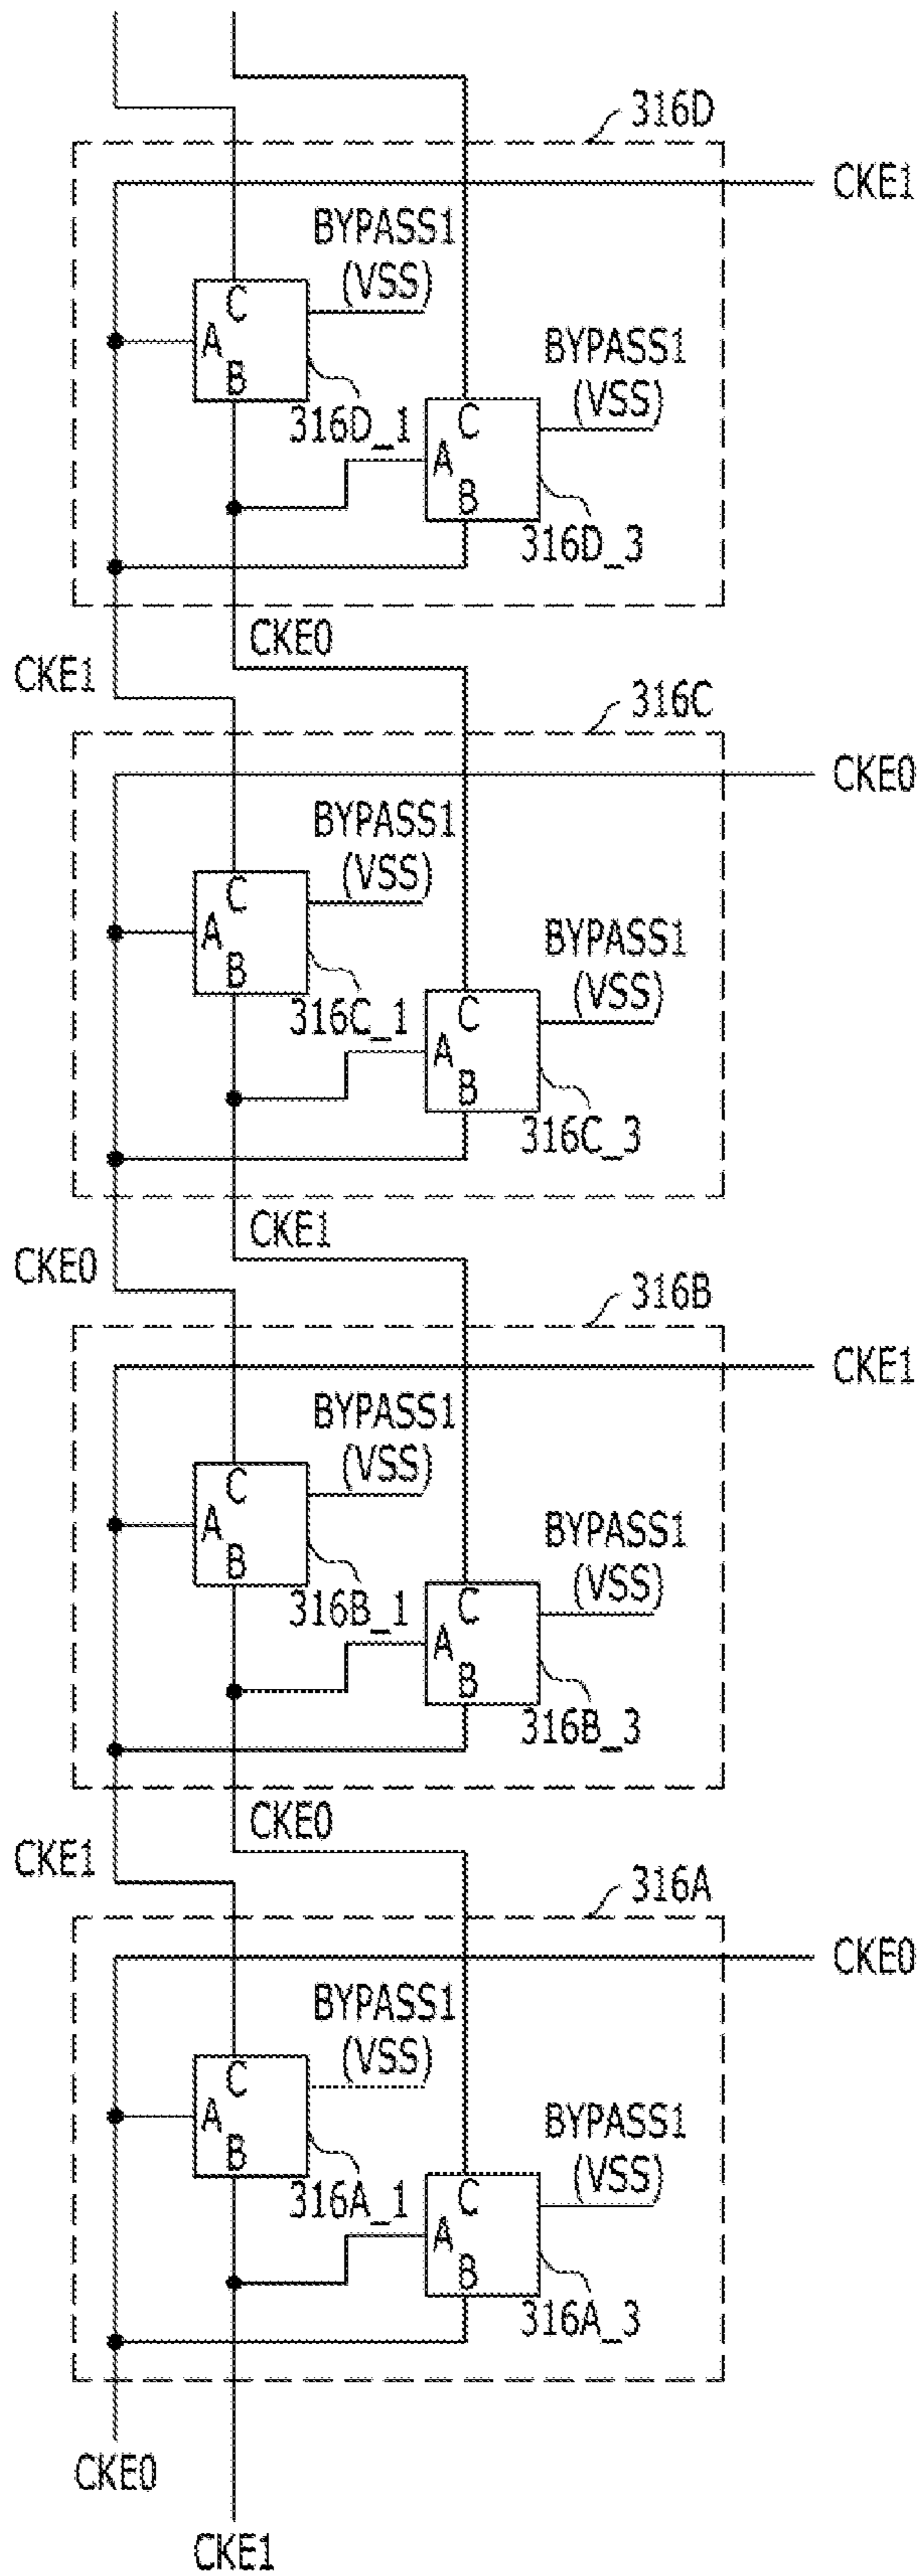 316D
CKE1
BYPASS1
(VSS)
C
A
B
316D_1
BYPASS1
(VSS)
C
A
B
316D_3
CKE0
CKE1
316C
CKE0
BYPASS1
(VSS)
C
A
B
316C_1
BYPASS1
(VSS)
C
A
B
316C_3
CKE1
CKE0
316B
CKE1
BYPASS1
(VSS)
C
A
B
316B_1
BYPASS1
(VSS)
C
A
B
316B_3
CKE0
CKE1
316A
CKE0
BYPASS1
(VSS)
C
A
B
316A_1
BYPASS1
(VSS)
C
A
B
316A_3
CKE0
CKE1